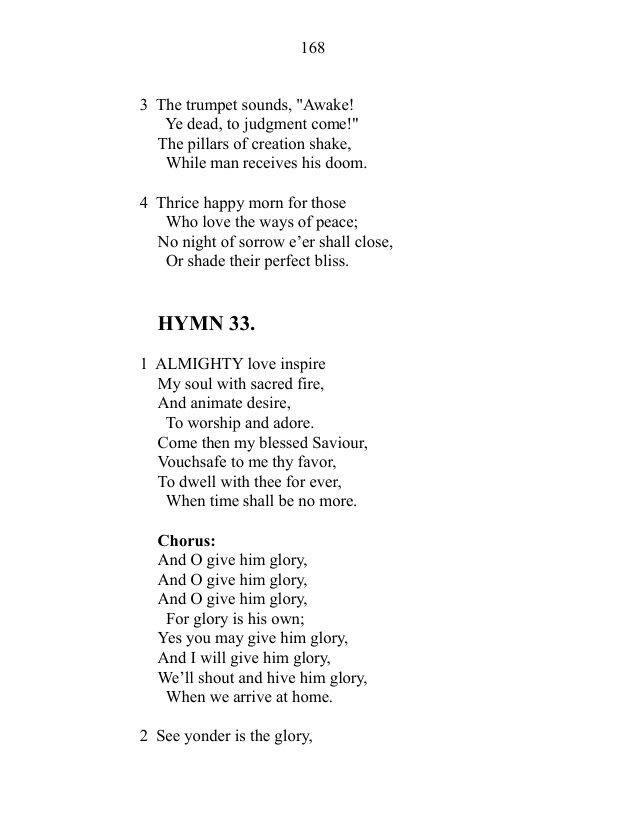 168
3 The trumpet sounds, "Awake!
Ye dead, to judgment come!"
The pillars of creation shake,
While man receives his doom.
4 Thrice happy morn for those
Who love the ways of peace;
No night of sorrow e’er shall close,
Or shade their perfect bliss.
HYMN 33.
1 ALMIGHTY love inspire
My soul with sacred fire,
And animate desire,
To worship and adore.
Come then my blessed Saviour,
Vouchsafe to me thy favor,
To dwell with thee for ever,
When time shall be no more.
Chorus:
And O give him glory,
And O give him glory,
And O give him glory,
For glory is his own;
Yes you may give him glory,
And I will give him glory,
We’ll shout and hive him glory,
When we arrive at home.
2 See yonder is the glory,